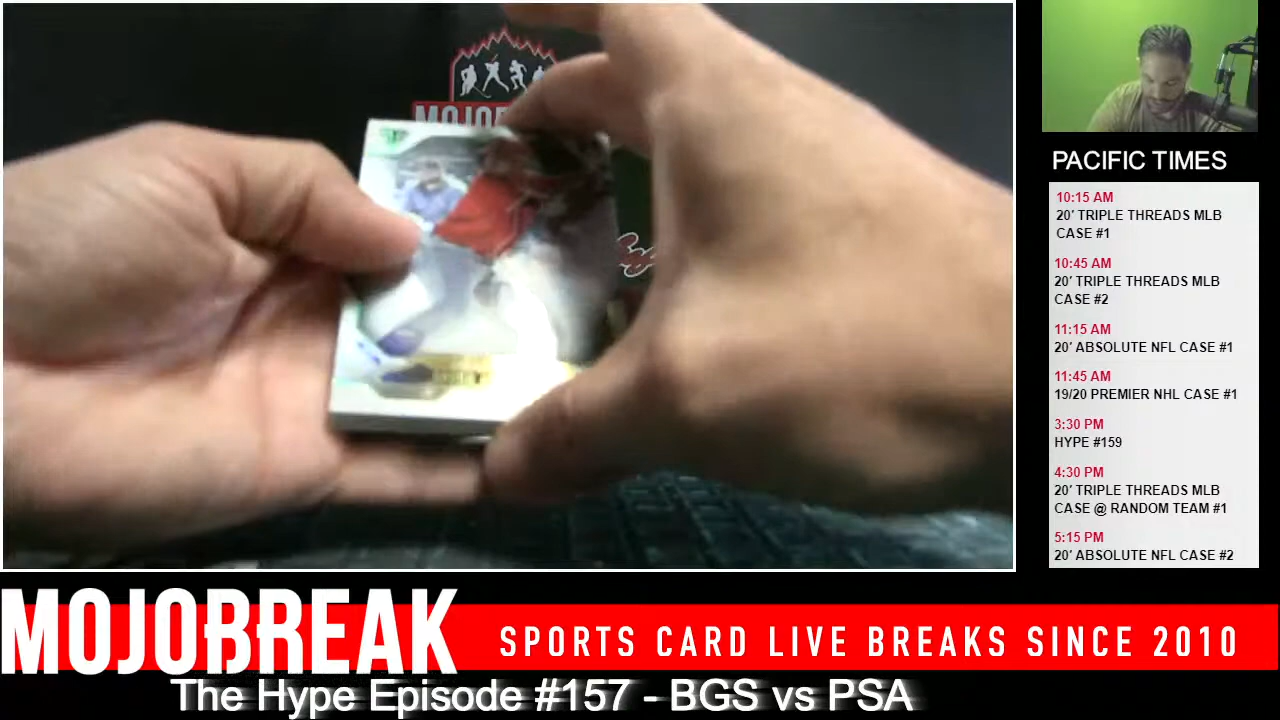 MOJOBREAK
PACIFIC TIMES
10:15 AM
20' TRIPLE THREADS MLB
CASE #1
10:45 AM
20' TRIPLE THREADS MLB
CASE #2
11:15 AM
20' ABSOLUTE NFL CASE #1
11:45 AM
19/20 PREMIER NHL CASE #1
3:30 PM
HYPE #159
4:30 PM
20' TRIPLE THREADS MLB
CASE @ RANDOM TEAM #1
5:15 PM
20' ABSOLUTE NFL CASE #2
MOJOBREAK
SPORTS CARD LIVE BREAKS SINCE 2010
The Hype Episode #157 - BGS vs PSA